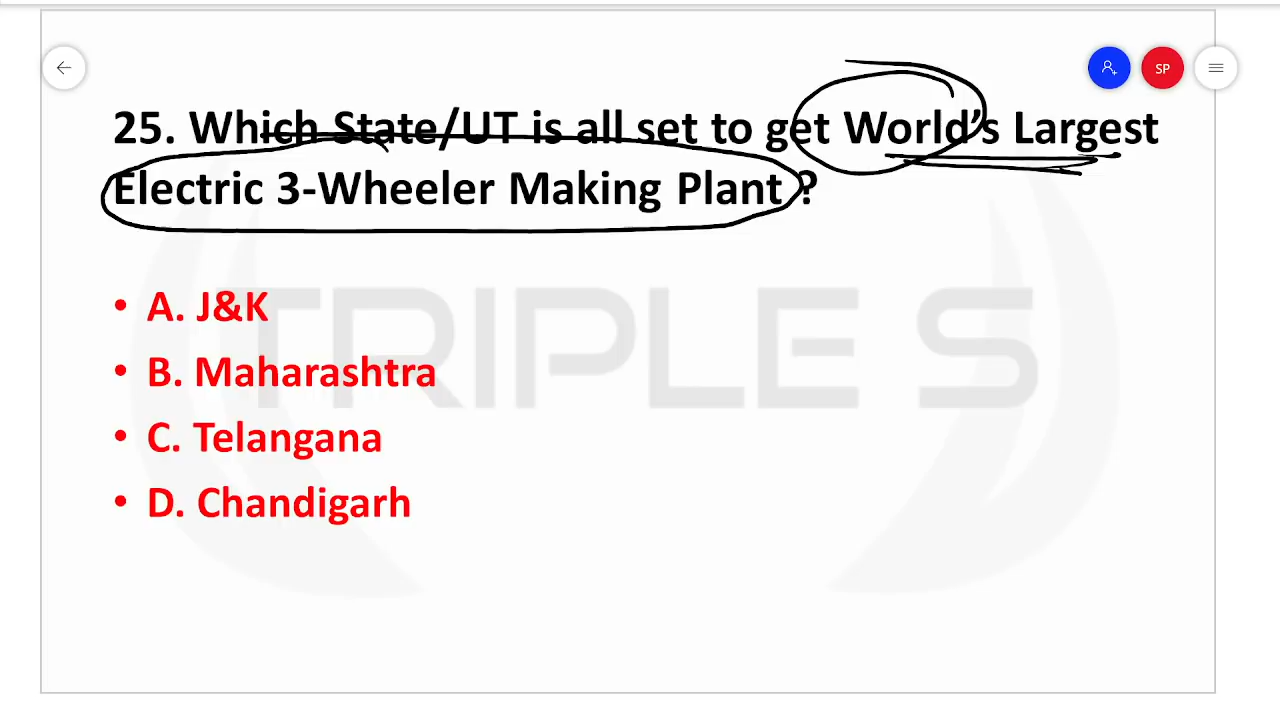 SP
25. Which State/UT is all set to get World's Largest
Electric 3-Wheeler Making Plant ?
• A. J&K
• B. Maharashtra
• C. Telangana
• D. Chandigarh
TRIPLE S